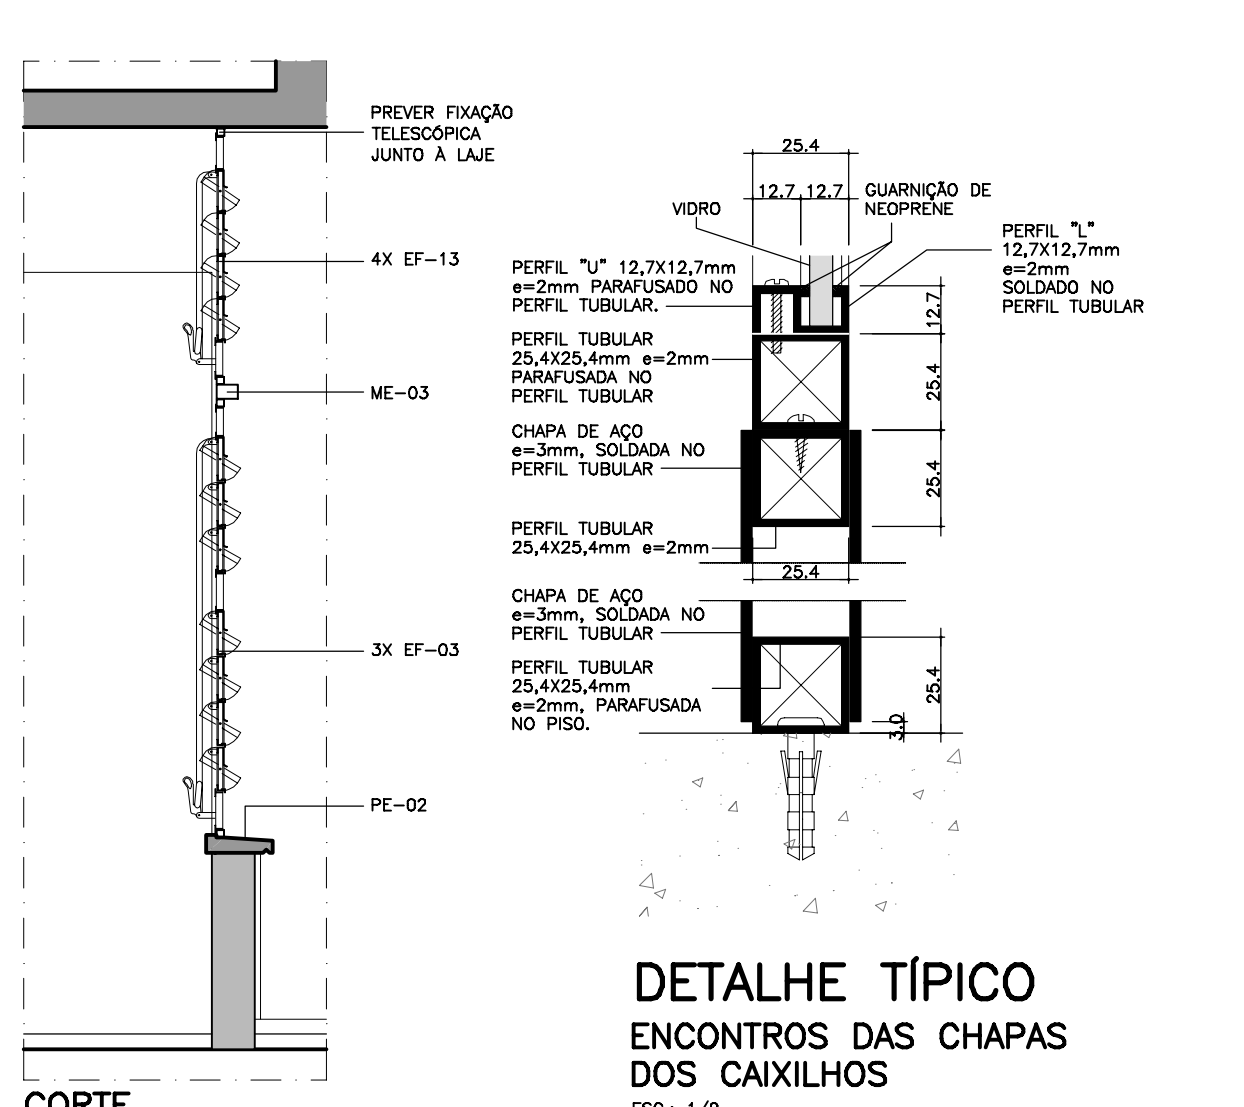 PREVER FIXAÇÃO
TELESCÓPICA
JUNTO À LAJE
4X EF-13
ME-03
3X EF-03
PE-02
CORTE
25.4
12.7 12.7
VIDRO
GUARNIÇÃO DE
NEOPRENE
PERFIL "L"
12,7X12,7mm
e=2mm
SOLDADO NO
PERFIL TUBULAR
PERFIL "U" 12,7X12,7mm
e=2mm PARAFUSADO NO
PERFIL TUBULAR.
12.7
PERFIL TUBULAR
25,4X25,4mm e=2mm
PARAFUSADA NO
PERFIL TUBULAR
25.4
CHAPA DE AÇO
e=3mm, SOLDADA NO
PERFIL TUBULAR
25.4
PERFIL TUBULAR
25,4X25,4mm e=2mm
25.4
CHAPA DE AÇO
e=3mm, SOLDADA NO
PERFIL TUBULAR
PERFIL TUBULAR
25,4X25,4mm
e=2mm, PARAFUSADA
NO PISO.
25.4
3.0
DETALHE TÍPICO
ENCONTROS DAS CHAPAS
DOS CAIXILHOS